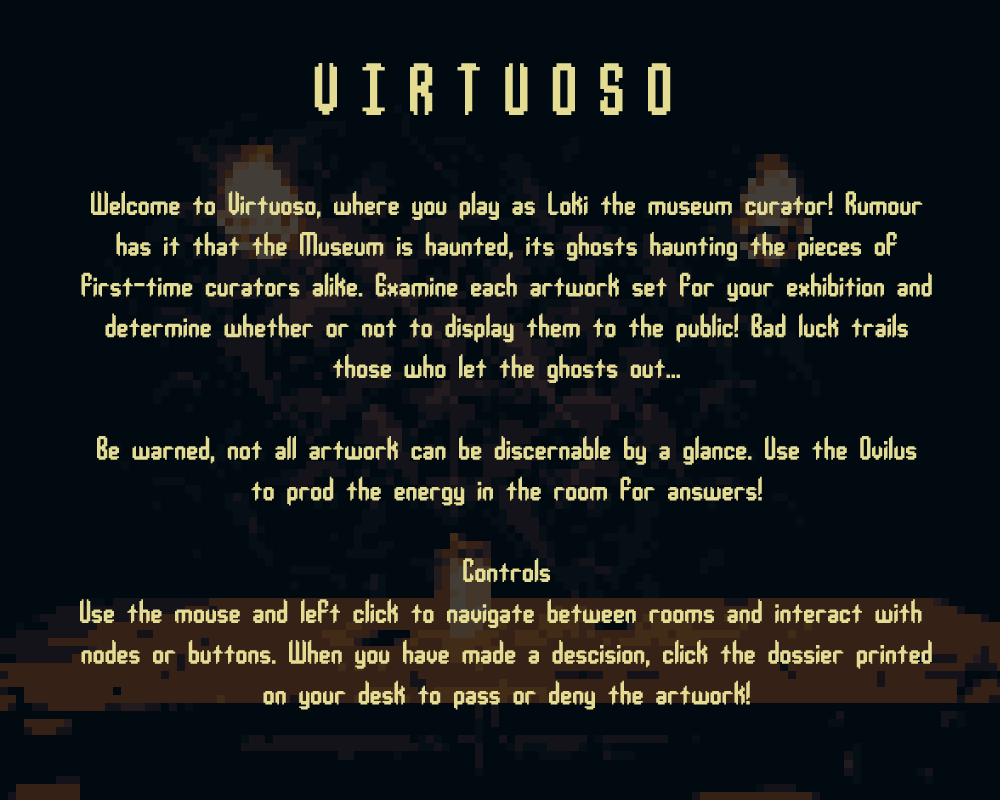 VIRTUOSO
Welcome to Virtuoso, where you play as Loki the museum curator! Rumour
has it that the Museum is haunted, its ghosts haunting the pieces of
first-time curators alike. Examine each artwork set for your exhibition and
determine whether or not to display them to the public! Bad luck trails
those who let the ghosts out...
Be warned, not all artwork can be discernable by a glance. Use the Ovilus
to prod the energy in the room for answers!
Controls
Use the mouse and left click to navigate between rooms and interact with
nodes or buttons. When you have made a descision, click the dossier printed
on your desk to pass or deny the artwork!